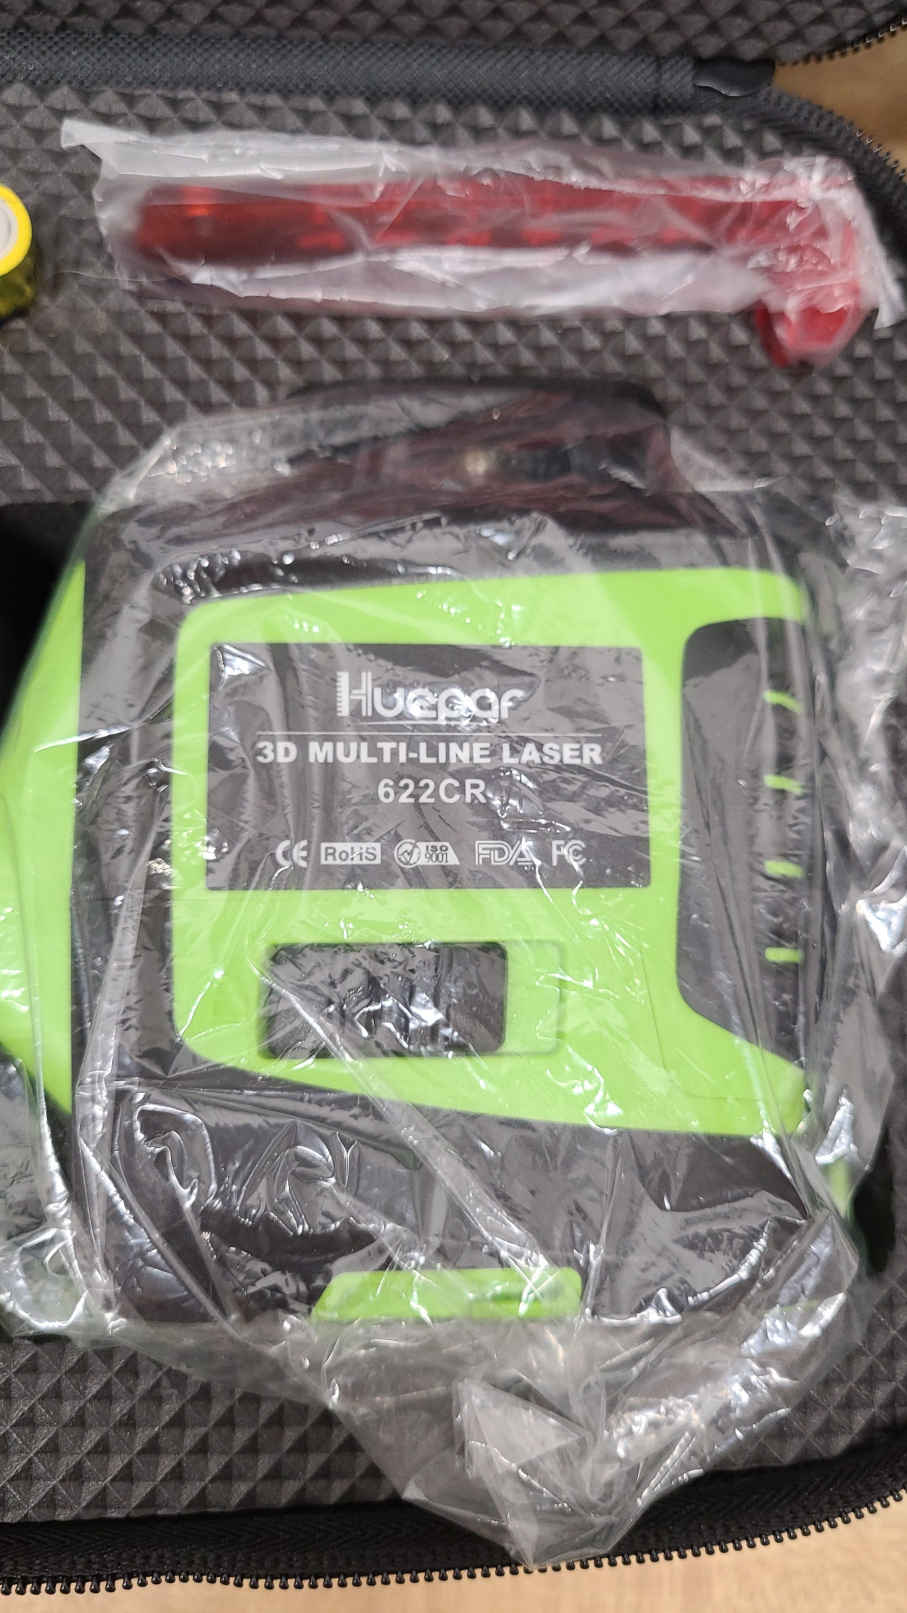 Huepar
3D MULTI-LINE LASER
622CR
CE RoHS ISO 9001 FDA FC